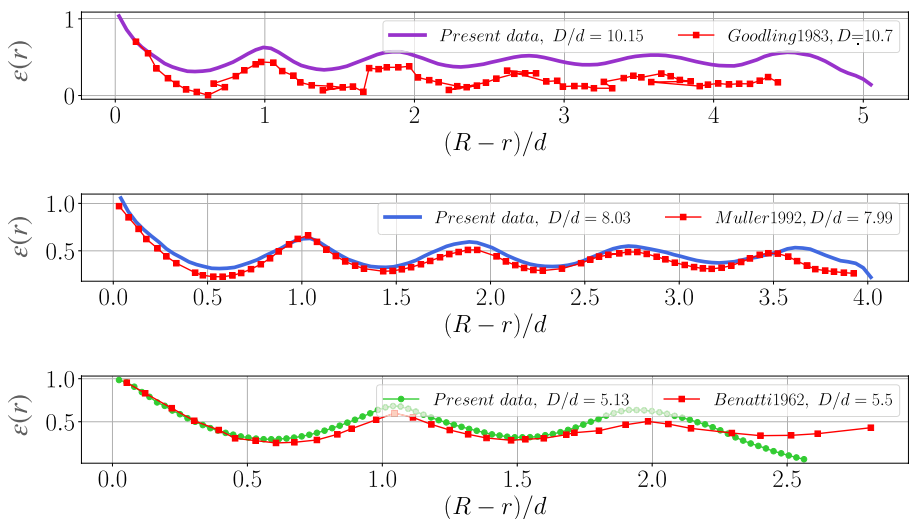 1
0
ε(r)
Present data, D/d = 10.15
Goodling1983, D=10.7
0 1 2 3 4 5
(R − r)/d
1.0
0.5
ε(r)
Present data, D/d = 8.03
Muller1992, D/d = 7.99
0.0 0.5 1.0 1.5 2.0 2.5 3.0 3.5 4.0
(R − r)/d
1.0
0.5
ε(r)
Present data, D/d = 5.13
Benatti1962, D/d = 5.5
0.0 0.5 1.0 1.5 2.0 2.5
(R − r)/d